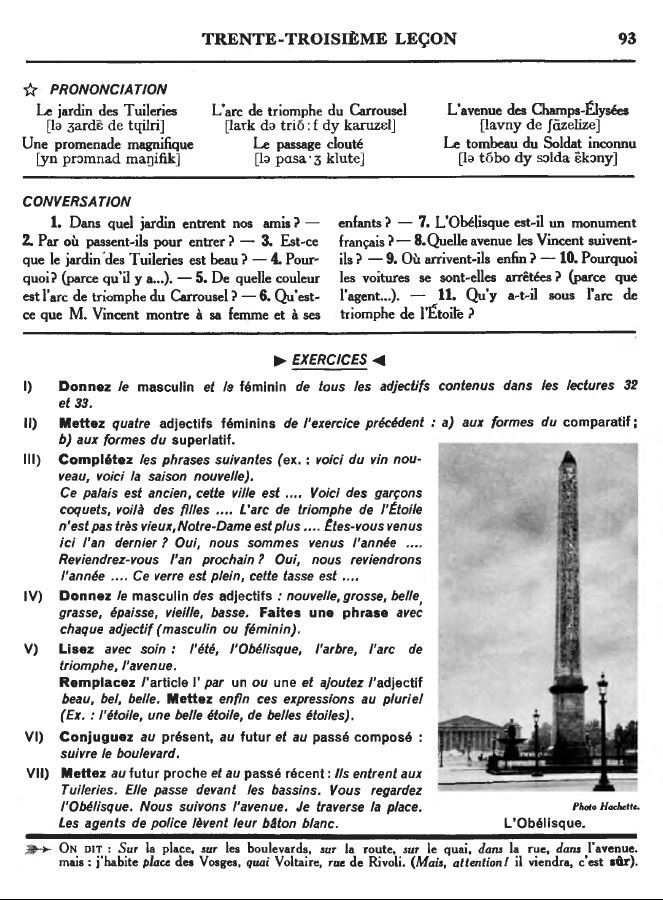 TRENTE-TROISIÈME LEÇON 93
☆ PRONONCIATION
Le jardin des Tuileries
[lə ʒardɛ̃ de tɥilri]
Une promenade magnifique
[yn prɔmnad maɲifik]
L'arc de triomphe du Carrousel
[lark də triɔ̃:f dy karuzɛl]
Le passage clouté
[lə pɑsa·ʒ klute]
L'avenue des Champs-Élysées
[lavny de ʃɑ̃zelize]
Le tombeau du Soldat inconnu
[lə tɔ̃bo dy sɔlda ɛ̃kɔny]
CONVERSATION
1. Dans quel jardin entrent nos amis ? —
2. Par où passent-ils pour entrer ? — 3. Est-ce
que le jardin des Tuileries est beau ? — 4. Pour-
quoi ? (parce qu'il y a...). — 5. De quelle couleur
est l'arc de triomphe du Carrousel ? — 6. Qu'est-
ce que M. Vincent montre à sa femme et à ses
enfants ? — 7. L'Obélisque est-il un monument
français ? — 8. Quelle avenue les Vincent suivent-
ils ? — 9. Où arrivent-ils enfin ? — 10. Pourquoi
les voitures se sont-elles arrêtées ? (parce que
l'agent...). — 11. Qu'y a-t-il sous l'arc de
triomphe de l'Étoile ?
► EXERCICES ◄
I) Donnez le masculin et le féminin de tous les adjectifs contenus dans les lectures 32
et 33.
II) Mettez quatre adjectifs féminins de l'exercice précédent : a) aux formes du comparatif ;
b) aux formes du superlatif.
III) Complétez les phrases suivantes (ex. : voici du vin nou-
veau, voici la saison nouvelle).
Ce palais est ancien, cette ville est .... Voici des garçons
coquets, voilà des filles .... L'arc de triomphe de l'Étoile
n'est pas très vieux, Notre-Dame est plus .... Êtes-vous venus
ici l'an dernier ? Oui, nous sommes venus l'année ....
Reviendrez-vous l'an prochain ? Oui, nous reviendrons
l'année .... Ce verre est plein, cette tasse est ....
IV) Donnez le masculin des adjectifs : nouvelle, grosse, belle,
grasse, épaisse, vieille, basse. Faites une phrase avec
chaque adjectif (masculin ou féminin).
V) Lisez avec soin : l'été, l'Obélisque, l'arbre, l'arc de
triomphe, l'avenue.
Remplacez l'article l' par un ou une et ajoutez l'adjectif
beau, bel, belle. Mettez enfin ces expressions au pluriel
(Ex. : l'étoile, une belle étoile, de belles étoiles).
VI) Conjuguez au présent, au futur et au passé composé :
suivre le boulevard.
VII) Mettez au futur proche et au passé récent : Ils entrent aux
Tuileries. Elle passe devant les bassins. Vous regardez
l'Obélisque. Nous suivons l'avenue. Je traverse la place.
Les agents de police lèvent leur bâton blanc.
Photo Hachette.
L'Obélisque.
ON DIT : Sur la place, sur les boulevards, sur la route, sur le quai, dans la rue, dans l'avenue.
mais : j'habite place des Vosges, quai Voltaire, rue de Rivoli. (Mais, attention ! il viendra, c'est sûr).